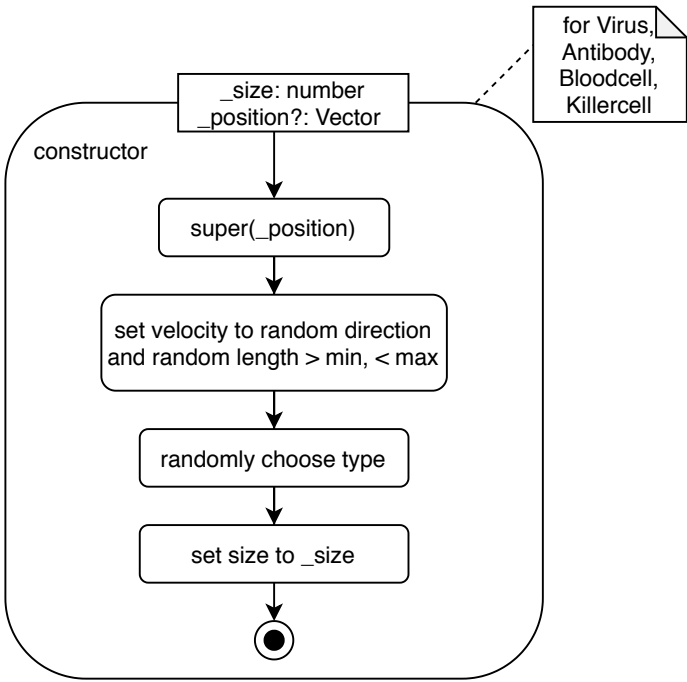 for Virus,
Antibody,
Bloodcell,
Killercell
_size: number
_position?: Vector
constructor
super(_position)
set velocity to random direction
and random length > min, < max
randomly choose type
set size to _size